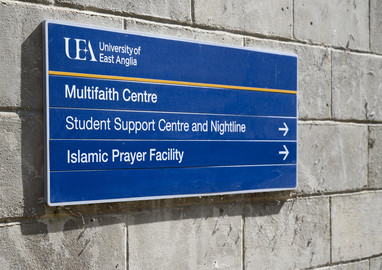 UEA University of
East Anglia
Multifaith Centre
Student Support Centre and Nightline →
Islamic Prayer Facility →